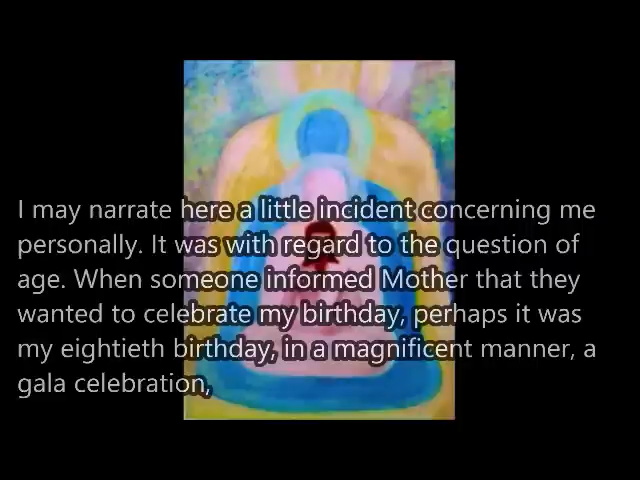 I may narrate here a little incident concerning me
personally. It was with regard to the question of
age. When someone informed Mother that they
wanted to celebrate my birthday, perhaps it was
my eightieth birthday, in a magnificent manner, a
gala celebration,